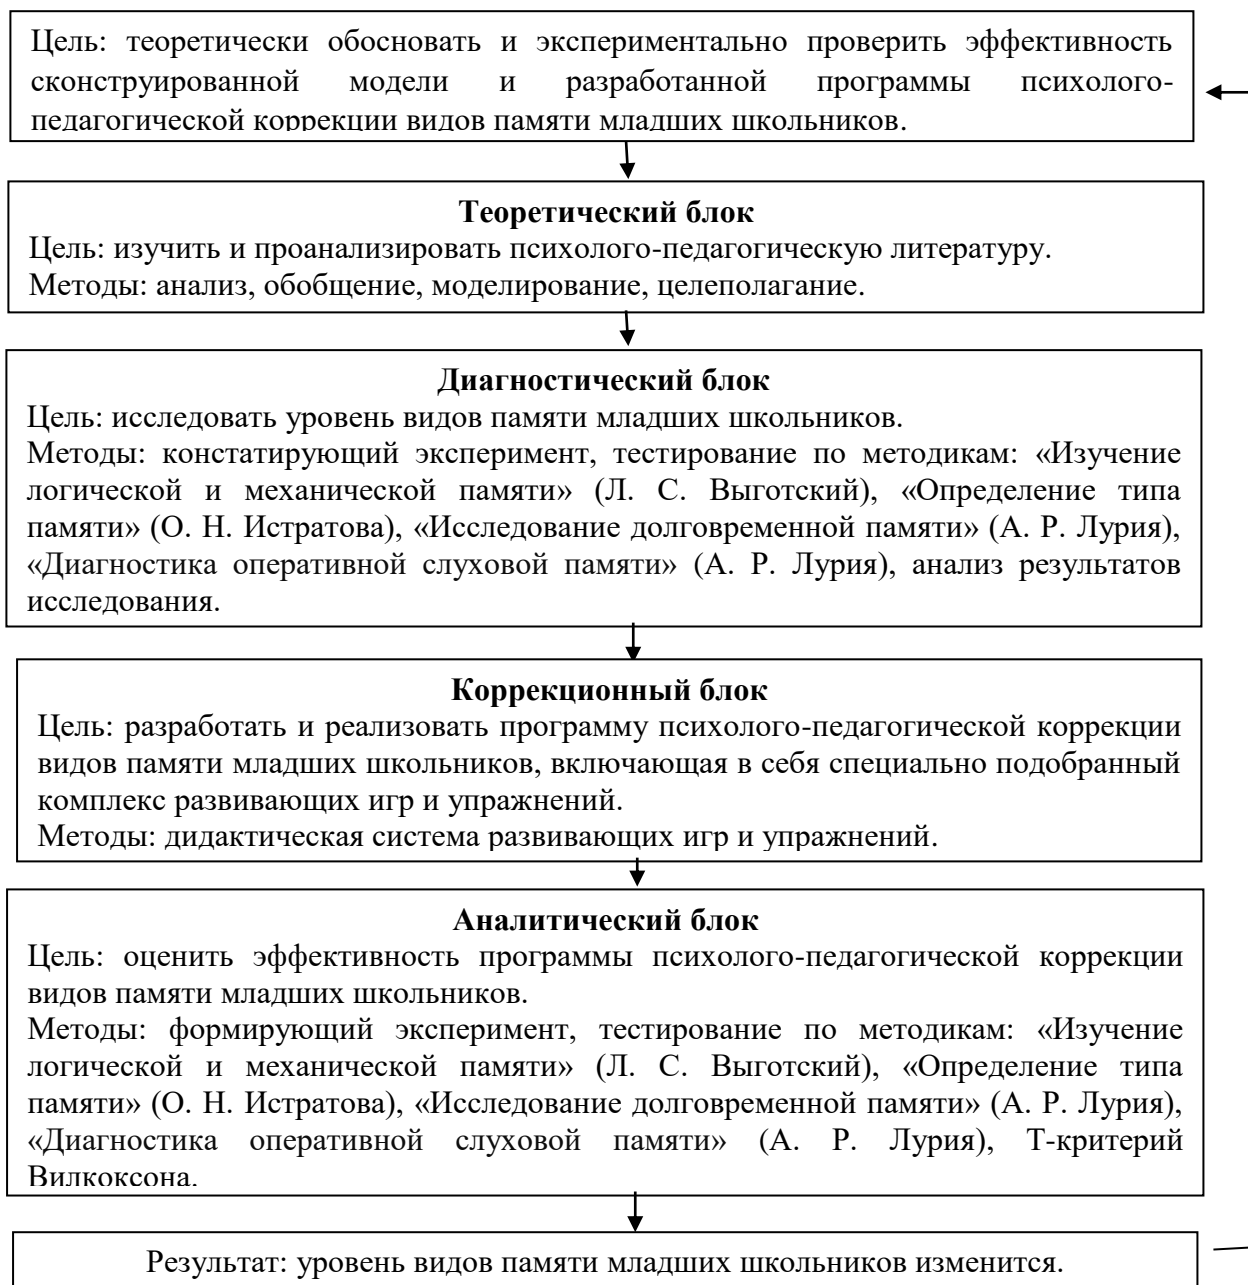 Цель: теоретически обосновать и экспериментально проверить эффективность
сконструированной модели и разработанной программы психолого-
педагогической коррекции видов памяти младших школьников.
Теоретический блок
Цель: изучить и проанализировать психолого-педагогическую литературу.
Методы: анализ, обобщение, моделирование, целеполагание.
Диагностический блок
Цель: исследовать уровень видов памяти младших школьников.
Методы: констатирующий эксперимент, тестирование по методикам: «Изучение
логической и механической памяти» (Л. С. Выготский), «Определение типа
памяти» (О. Н. Истратова), «Исследование долговременной памяти» (А. Р. Лурия),
«Диагностика оперативной слуховой памяти» (А. Р. Лурия), анализ результатов
исследования.
Коррекционный блок
Цель: разработать и реализовать программу психолого-педагогической коррекции
видов памяти младших школьников, включающая в себя специально подобранный
комплекс развивающих игр и упражнений.
Методы: дидактическая система развивающих игр и упражнений.
Аналитический блок
Цель: оценить эффективность программы психолого-педагогической коррекции
видов памяти младших школьников.
Методы: формирующий эксперимент, тестирование по методикам: «Изучение
логической и механической памяти» (Л. С. Выготский), «Определение типа
памяти» (О. Н. Истратова), «Исследование долговременной памяти» (А. Р. Лурия),
«Диагностика оперативной слуховой памяти» (А. Р. Лурия), Т-критерий
Вилкоксона.
Результат: уровень видов памяти младших школьников изменится.